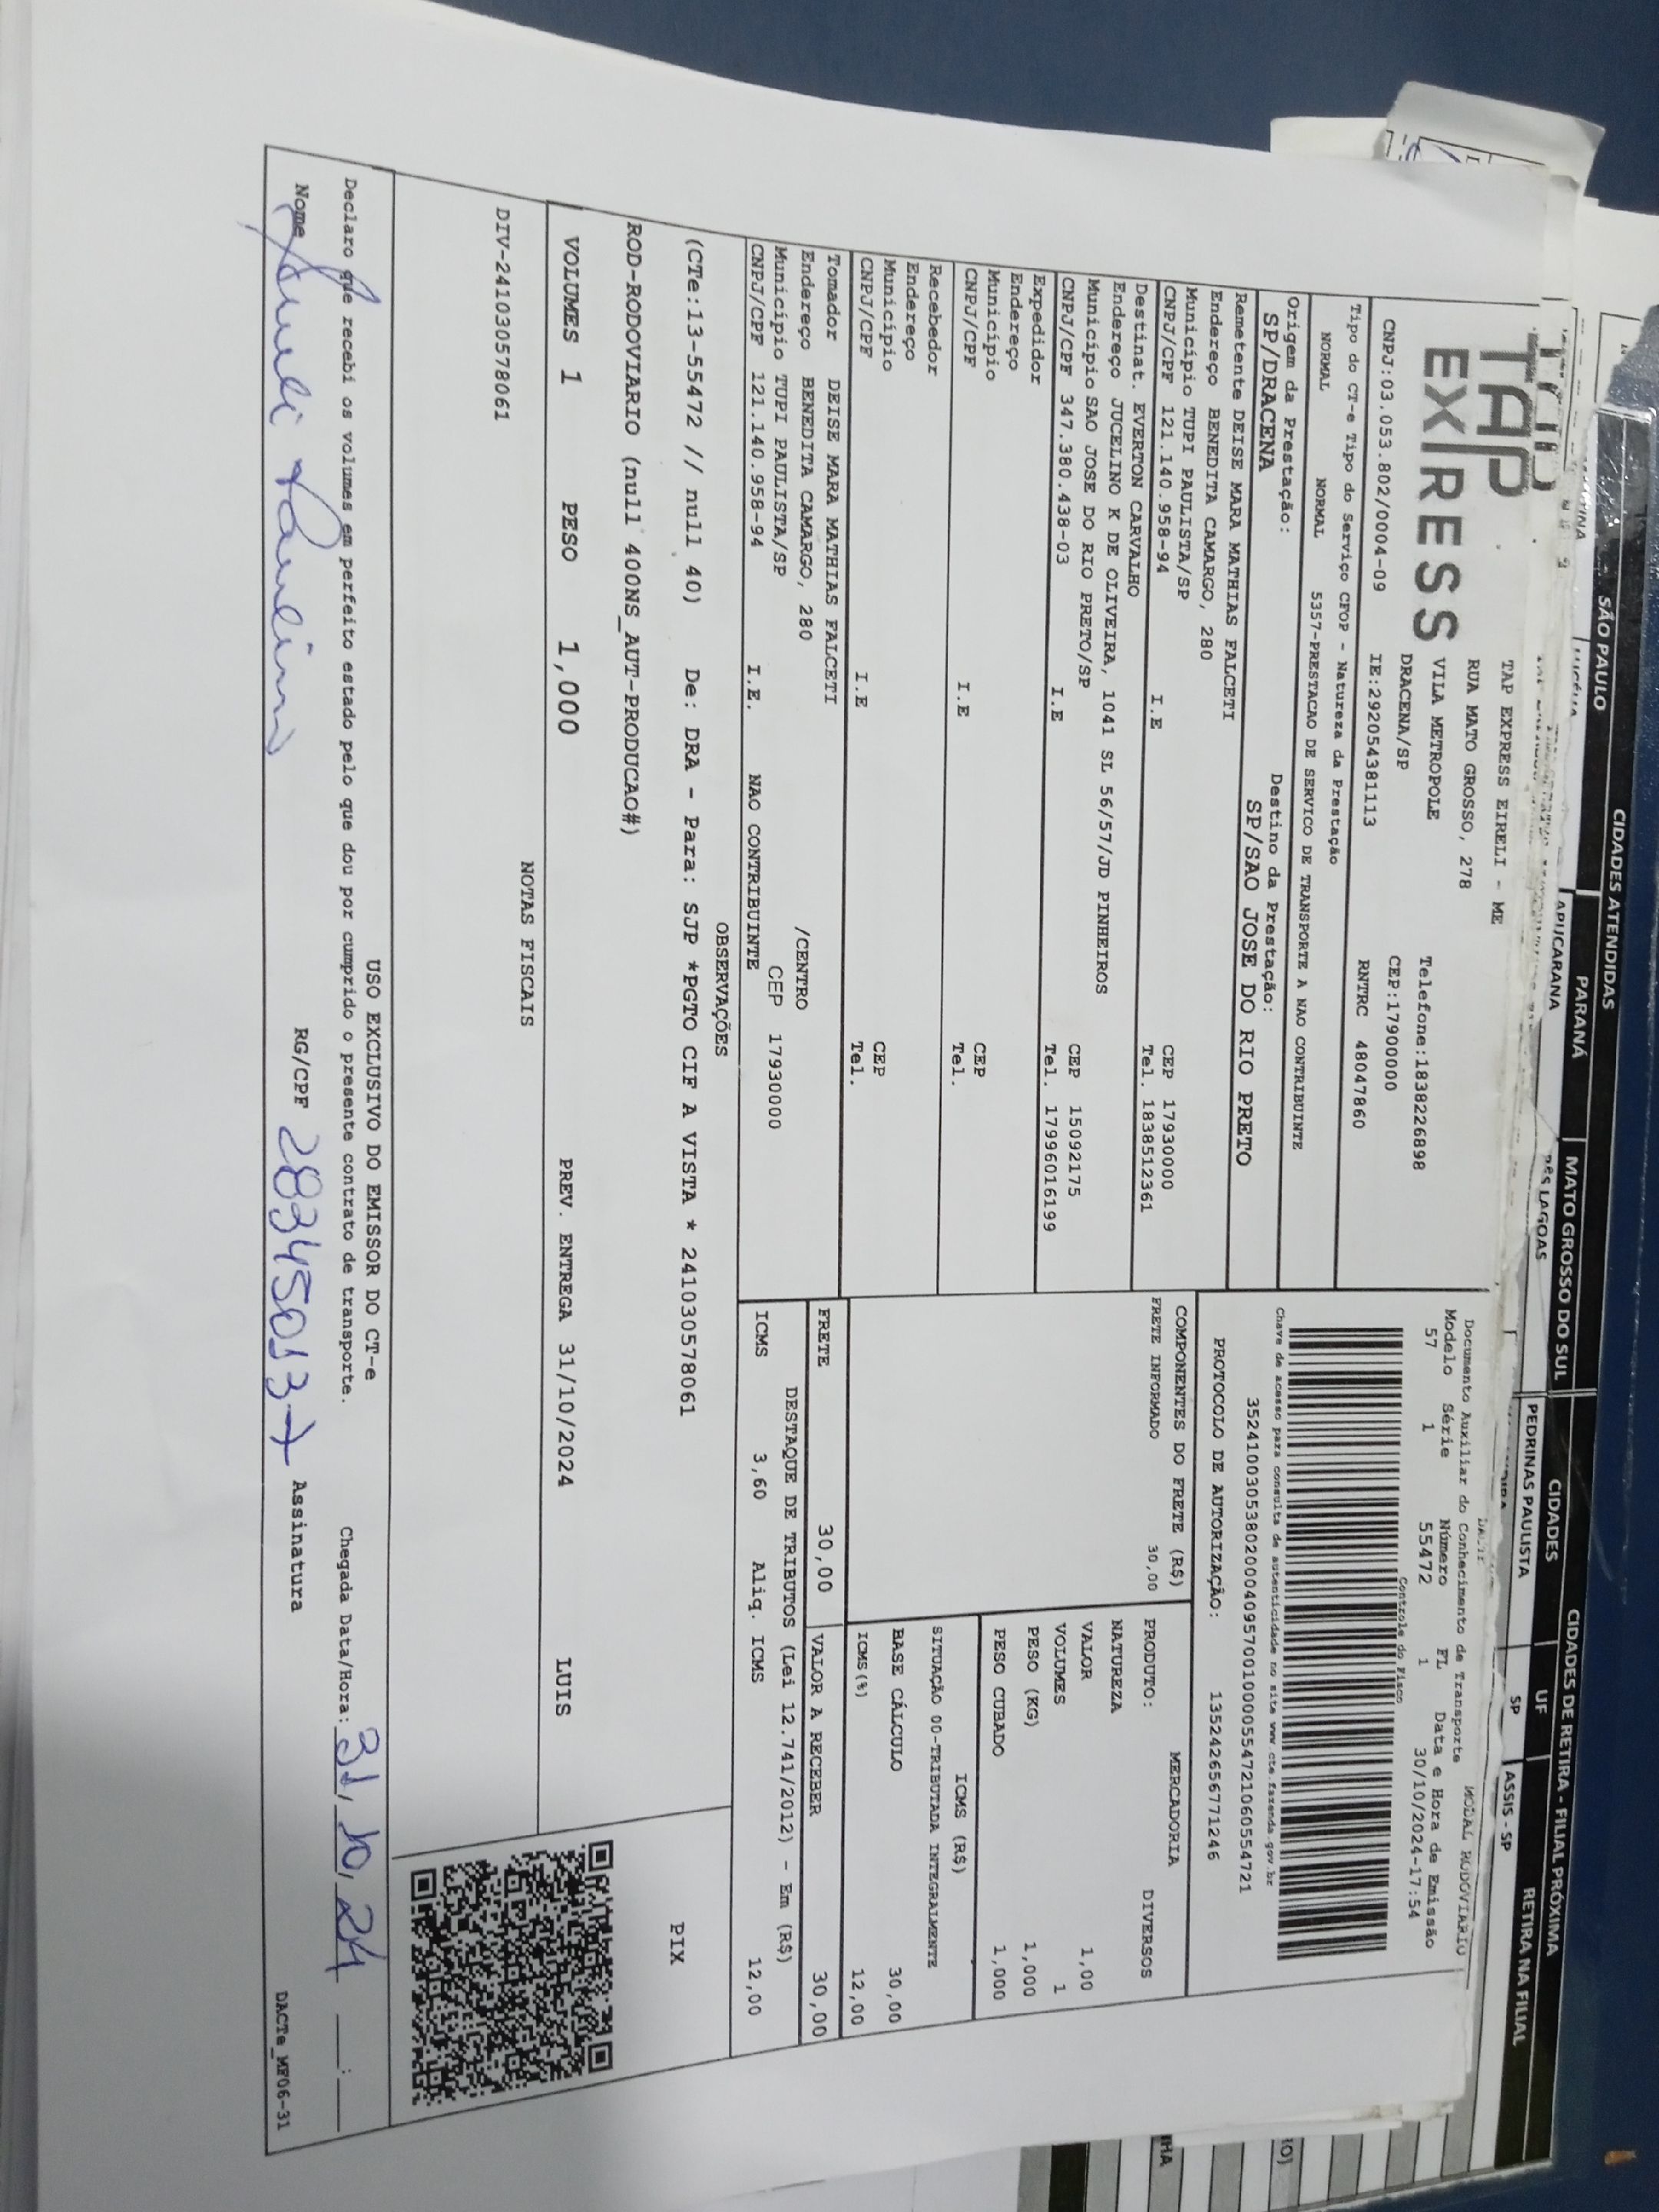 CIDADES ATENDIDAS
CIDADES DE RETIRA - FILIAL PRÓXIMA
SÃO PAULO
PARANÁ
MATO GROSSO DO SUL
CIDADES
UF
RETIRA NA FILIAL
APUCARANA
PEDRINAS PAULISTA
SP
ASSIS - SP
TAP
EXPRESS
TAP EXPRESS EIRELI - ME
RUA MATO GROSSO, 278
VILA METROPOLE
Telefone:1838226898
DRACENA/SP
CEP:17900000
CNPJ:03.053.802/0004-09
IE:292054381113
RNTRC 48047860
Documento Auxiliar do Conhecimento de Transporte
MODAL RODOVIARIO
Modelo Série Número FL Data e Hora de Emissão
57 1 55472 1 30/10/2024-17:54
Controle do Fisco
Tipo do CT-e Tipo do Serviço CFOP - Natureza da Prestação
NORMAL NORMAL 5357-PRESTACAO DE SERVICO DE TRANSPORTE A NAO CONTRIBUINTE
Chave de acesso para consulta de autenticidade no site www.cte.fazenda.gov.br
35241003053802000409570010000554721060554721
Origem da Prestação:
SP/DRACENA
Destino da Prestação:
SP/SAO JOSE DO RIO PRETO
PROTOCOLO DE AUTORIZAÇÃO: 135242656771246
Remetente DEISE MARA MATHIAS FALCETI
Endereço BENEDITA CAMARGO, 280
Município TUPI PAULISTA/SP
CEP 17930000
CNPJ/CPF 121.140.958-94
I.E
Tel. 1838512361
Destinat. EVERTON CARVALHO
Endereço JUCELINO K DE OLIVEIRA, 1041 SL 56/57/JD PINHEIROS
Município SAO JOSE DO RIO PRETO/SP
CEP 15092175
CNPJ/CPF 347.380.438-03
I.E
Tel. 17996016199
Expedidor
Endereço
Município
CEP
CNPJ/CPF
I.E
Tel.
Recebedor
Endereço
Município
CEP
CNPJ/CPF
I.E
Tel.
Tomador DEISE MARA MATHIAS FALCETI
Endereço BENEDITA CAMARGO, 280
/CENTRO
Município TUPI PAULISTA/SP
CEP 17930000
CNPJ/CPF 121.140.958-94
I.E. NAO CONTRIBUINTE
COMPONENTES DO FRETE (R$)
FRETE INFORMADO 30,00
MERCADORIA
PRODUTO: DIVERSOS
NATUREZA
VALOR 1,00
VOLUMES 1
PESO (KG) 1,000
PESO CUBADO 1,000
ICMS (R$)
SITUAÇÃO 00-TRIBUTADA INTEGRALMENTE
BASE CÁLCULO 30,00
ICMS(%) 12,00
FRETE 30,00
VALOR A RECEBER 30,00
DESTAQUE DE TRIBUTOS (Lei 12.741/2012) - Em (R$)
ICMS 3,60 Aliq. ICMS 12,00
OBSERVAÇÕES
(CTe:13-55472 // null 40) De: DRA - Para: SJP *PGTO CIF A VISTA * 241030578061
PIX
ROD-RODOVIARIO (null 400NS_AUT-PRODUCAO#)
VOLUMES 1 PESO 1,000 PREV. ENTREGA 31/10/2024 LUIS
NOTAS FISCAIS
DIV-241030578061
USO EXCLUSIVO DO EMISSOR DO CT-e
Declaro que recebi os volumes em perfeito estado pelo que dou por cumprido o presente contrato de transporte.
Chegada Data/Hora: 31/10/24 __:__
Nome
RG/CPF 283450137
Assinatura
DACTe_MF06-31